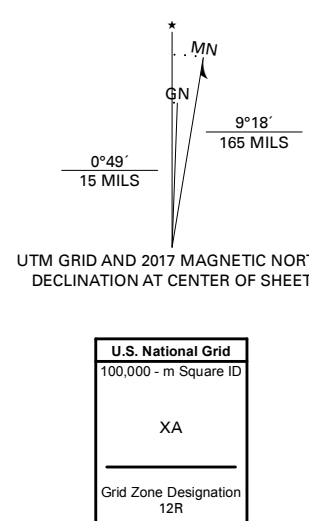 ★
MN
GN
9°18´
165 MILS
0°49´
15 MILS
UTM GRID AND 2017 MAGNETIC NORT
DECLINATION AT CENTER OF SHEET
U.S. National Grid
100,000 - m Square ID
XA
Grid Zone Designation
12R